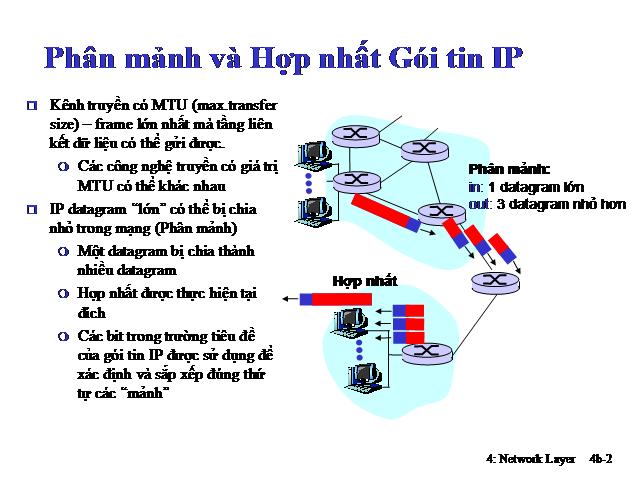 Phân mảnh và Hợp nhất Gói tin IP
Kênh truyền có MTU (max.transfer
size) – frame lớn nhất mà tầng liên
kết dữ liệu có thể gửi được.
Các công nghệ truyền có giá trị
MTU có thể khác nhau
IP datagram “lớn” có thể bị chia
nhỏ trong mạng (Phân mảnh)
Một datagram bị chia thành
nhiều datagram
Hợp nhất được thực hiện tại
đích
Các bit trong trường tiêu đề
của gói tin IP được sử dụng để
xác định và sắp xếp đúng thứ
tự các “mảnh”
Phân mảnh:
in: 1 datagram lớn
out: 3 datagram nhỏ hơn
Hợp nhất
4: Network Layer 4b-2